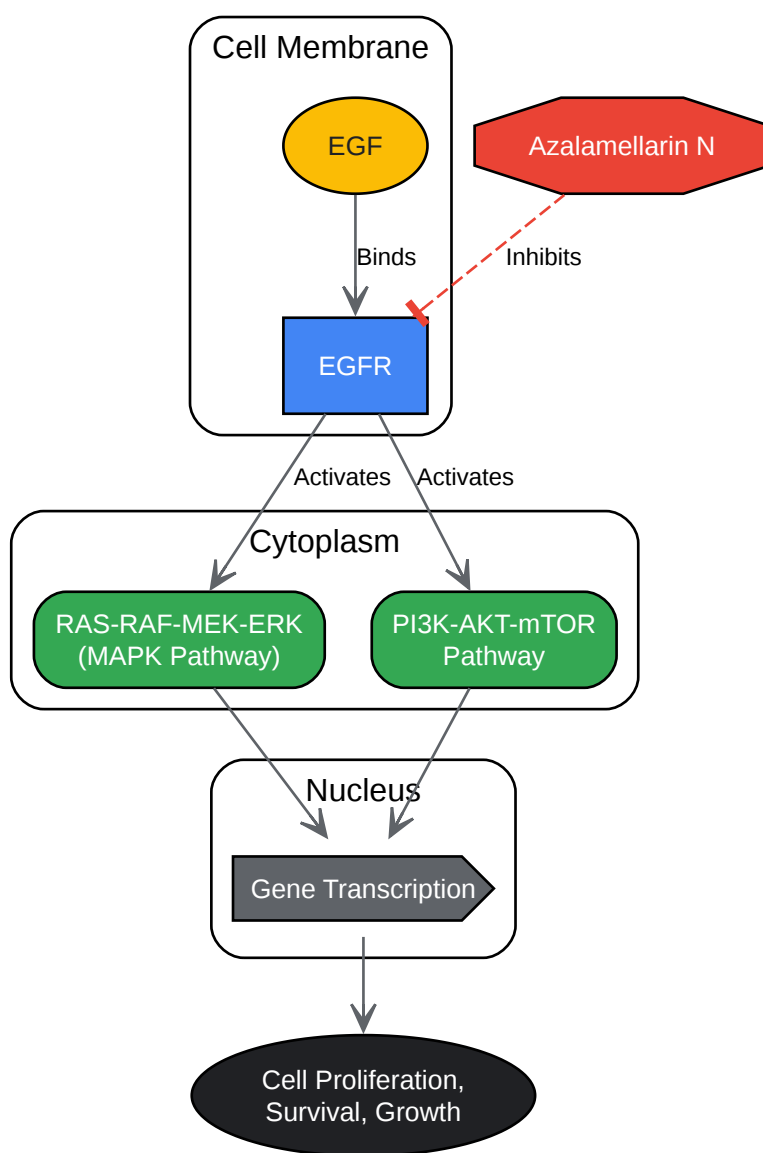 Cell Membrane
EGF
Azalamellarin N
Binds
Inhibits
EGFR
Activates
Activates
Cytoplasm
RAS-RAF-MEK-ERK
(MAPK Pathway)
PI3K-AKT-mTOR
Pathway
Nucleus
Gene Transcription
Cell Proliferation,
Survival, Growth